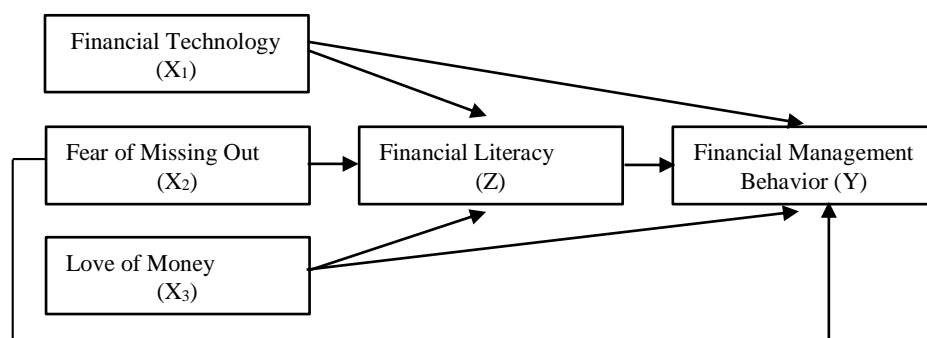 Financial Technology
(X₁)
Fear of Missing Out
(X₂)
Financial Literacy
(Z)
Financial Management
Behavior (Y)
Love of Money
(X₃)